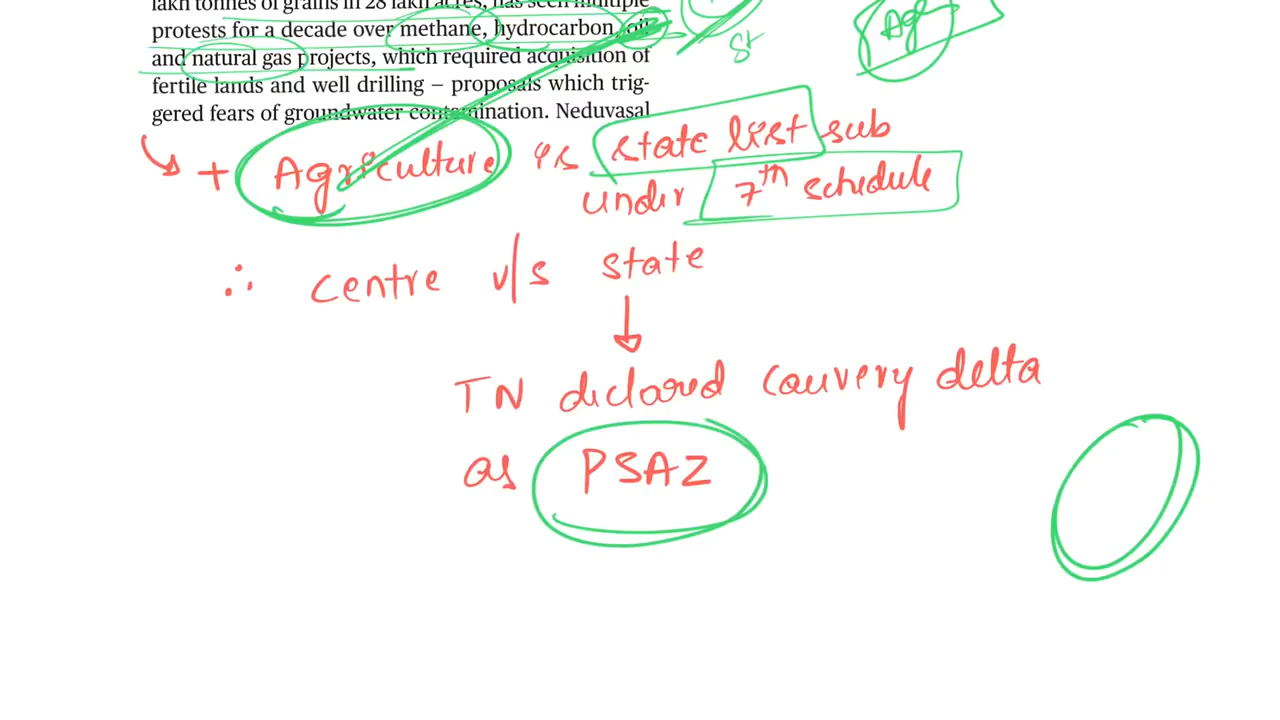 lakh tonnes of grains in 28 lakh acres, has seen multiple
protests for a decade over methane, hydrocarbon, oil
and natural gas projects, which required acquisition of
fertile lands and well drilling – proposals which trig-
gered fears of groundwater contamination. Neduvasal
St
Agr
+ Agriculture is state list sub
under 7th schedule
∴ centre v/s state
TN declared cauvery delta
as PSAZ